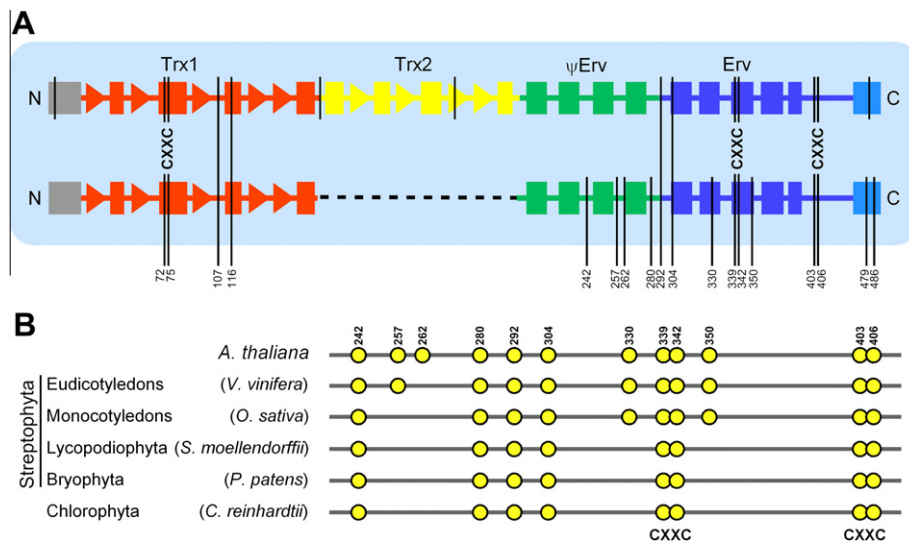 A
Trx1 Trx2 ψErv Erv
N C
CXXC CXXC CXXC
N C
72 75 107 116 242 257 262 280 292 304 330 339 342 350 403 406 479 486
B
242 257 262 280 292 304 330 339 342 350 403 406
A. thaliana
Streptophyta
Eudicotyledons (V. vinifera)
Monocotyledons (O. sativa)
Lycopodiophyta (S. moellendorffii)
Bryophyta (P. patens)
Chlorophyta (C. reinhardtii)
CXXC CXXC